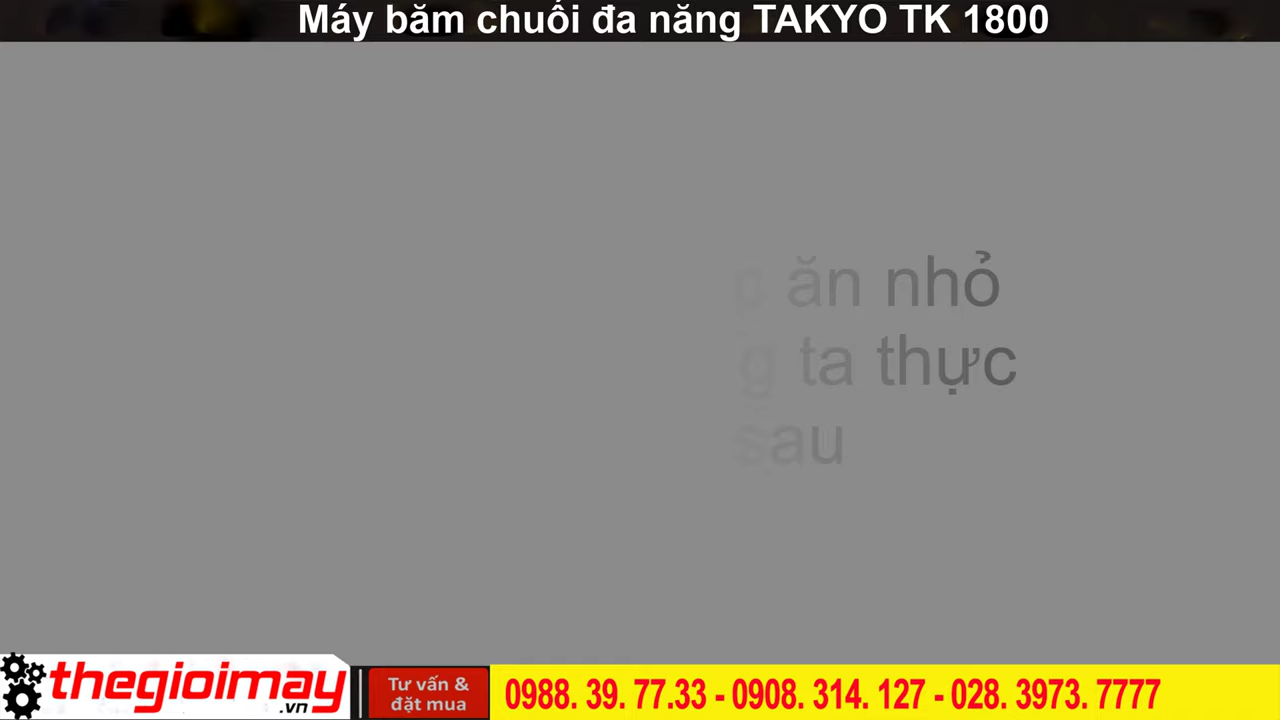 Máy băm chuối đa năng TAKYO TK 1800
ăn nhỏ
ta thực
sau
thegioimay
.vn
Tư vấn &
đặt mua
0988. 39. 77.33 - 0908. 314. 127 - 028. 3973. 7777